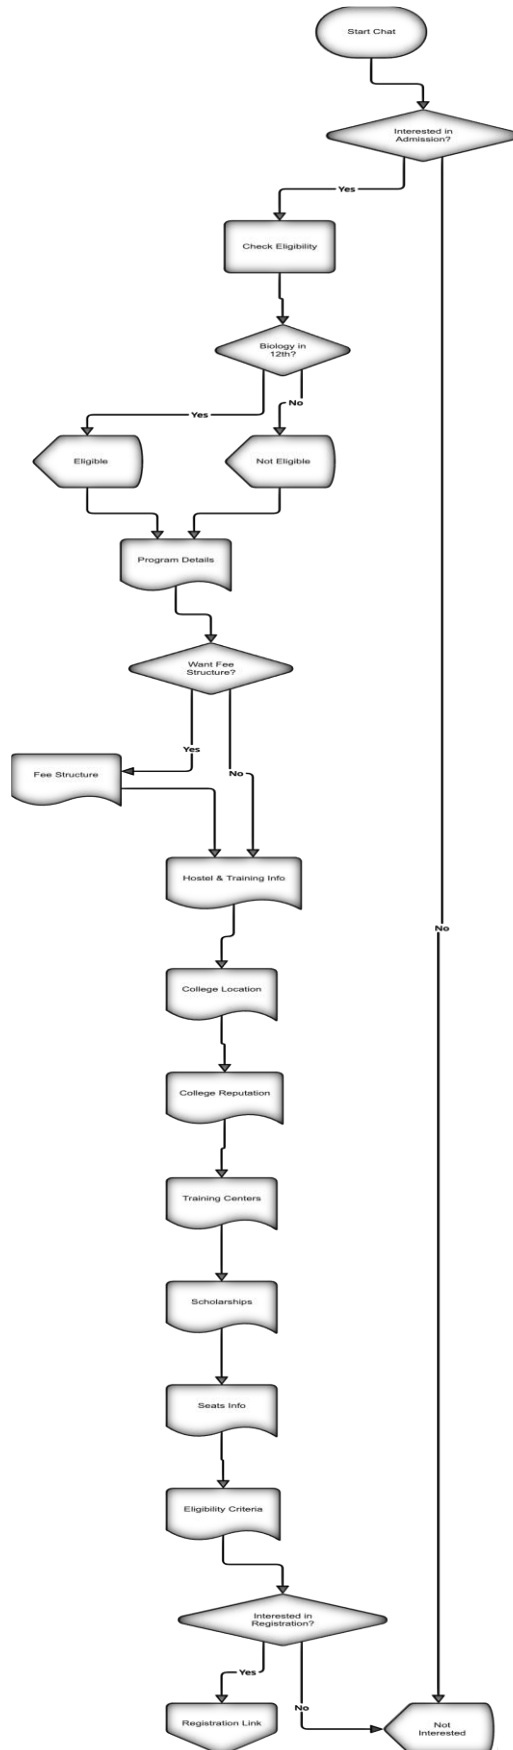 Start Chat
Interested in
Admission?
Yes
Check Eligibility
Biology in
12th?
No
Yes
Eligible
Not Eligible
Program Details
Want Fee
Structure?
Yes
No
Fee Structure
Hostel & Training Info
No
College Location
College Reputation
Training Centers
Scholarships
Seats Info
Eligibility Criteria
Interested in
Registration?
Yes
No
Registration Link
Not
Interested